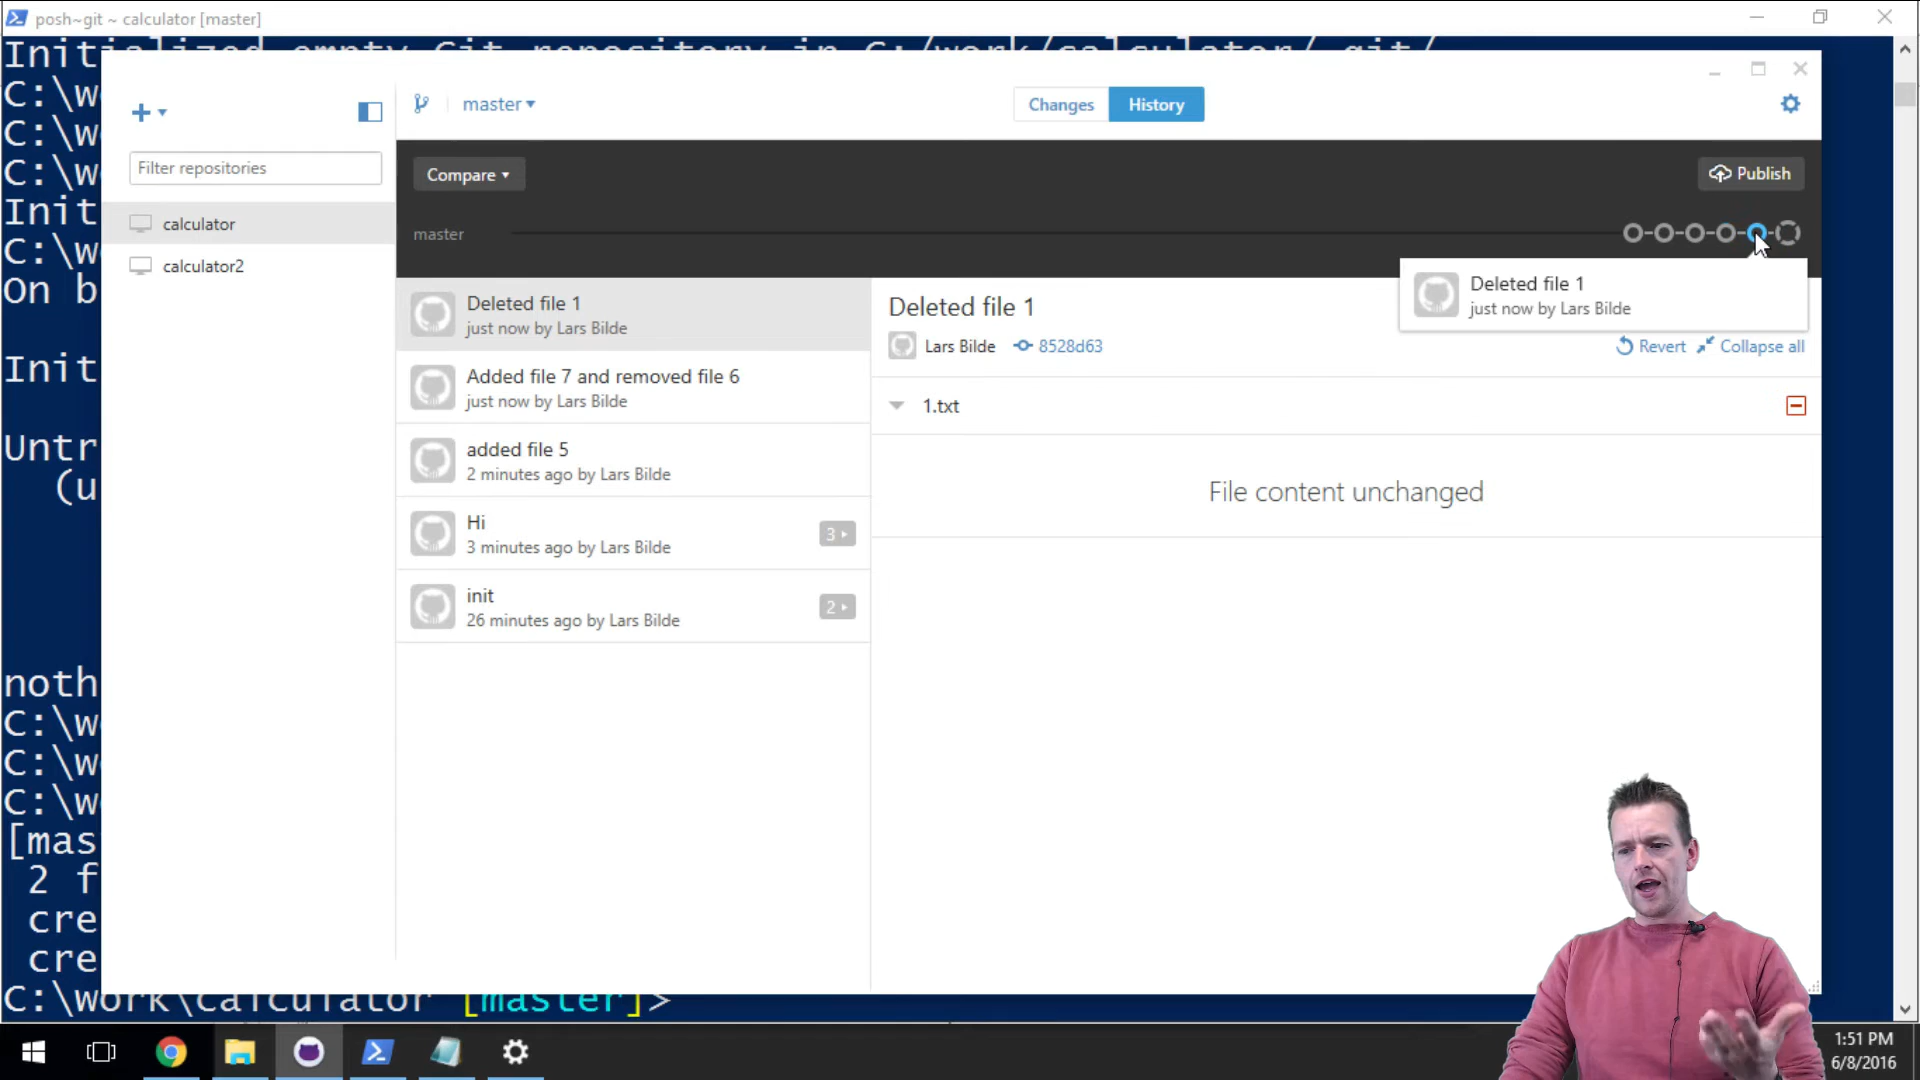 posh~git ~ calculator [master]
Initialized empty Git repository in C:/work/calculator/.git/
C:\w
C:\w
C:\w
Init
C:\w
On b
Init
Untr
(u
noth
C:\w
C:\w
C:\w
[mas
2 f
cre
cre
C:\work\calculator [master]>
master
Changes
History
Filter repositories
calculator
calculator2
Compare
Publish
master
Deleted file 1
just now by Lars Bilde
Deleted file 1
just now by Lars Bilde
Added file 7 and removed file 6
just now by Lars Bilde
added file 5
2 minutes ago by Lars Bilde
Hi
3 minutes ago by Lars Bilde
3
init
26 minutes ago by Lars Bilde
2
Deleted file 1
Lars Bilde
8528d63
Revert
Collapse all
1.txt
File content unchanged
1:51 PM
6/8/2016